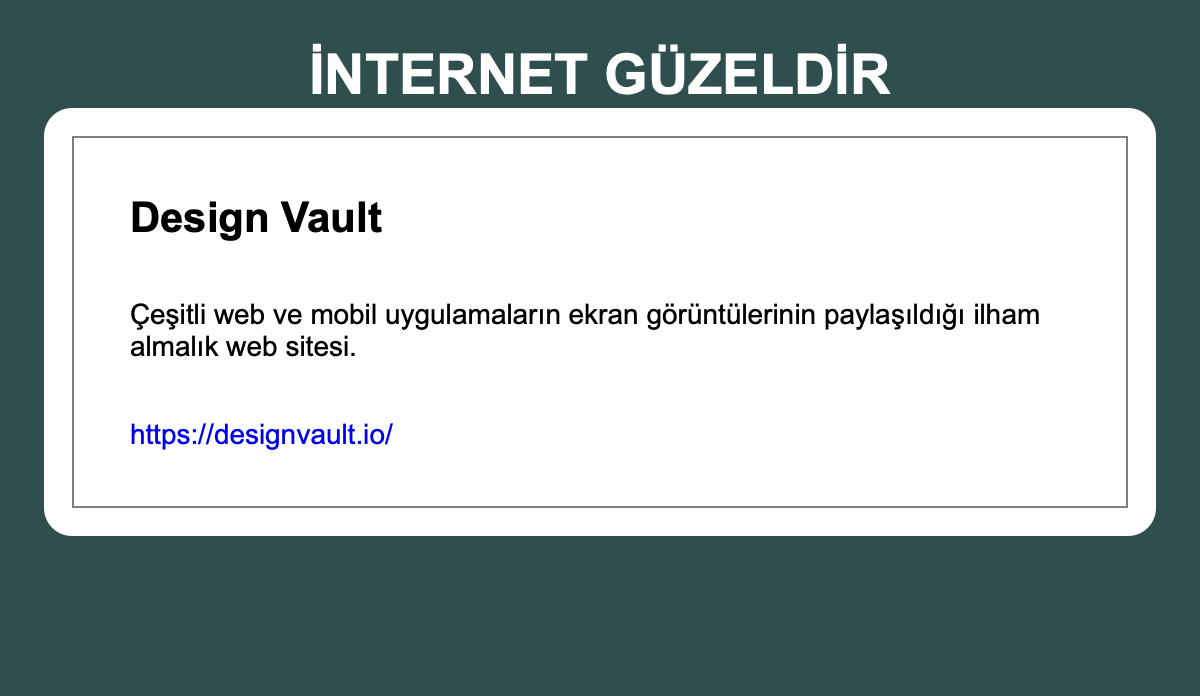 İNTERNET GÜZELDİR
Design Vault
Çeşitli web ve mobil uygulamaların ekran görüntülerinin paylaşıldığı ilham
almalık web sitesi.
https://designvault.io/